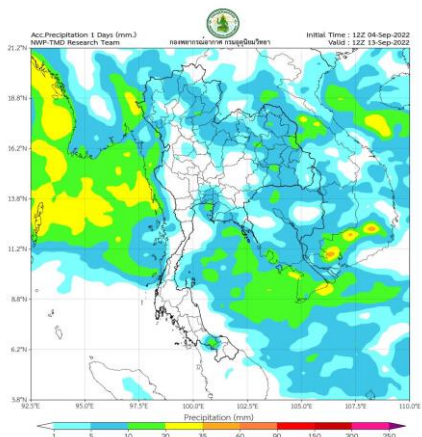 Acc.Precipitation 1 Days (mm.)
NWP-TMD Research Team
กองพยากรณ์อากาศ กรมอุตุนิยมวิทยา
Initial Time : 12Z 04-Sep-2022
Valid : 12Z 13-Sep-2022
21.2°N
18.8°N
16.2°N
13.8°N
11.2°N
8.8°N
6.2°N
3.8°N
92.5°E 95.0°E 97.5°E 100.0°E 102.5°E 105.0°E 107.5°E 110.0°E
Precipitation (mm)
1 5 10 20 35 60 90 150 300 250